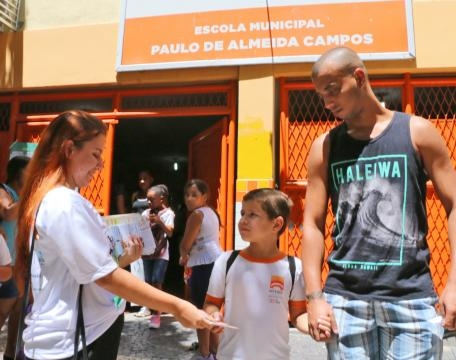 ESCOLA MUNICIPAL
PAULO DE ALMEIDA CAMPOS
HALEIWA